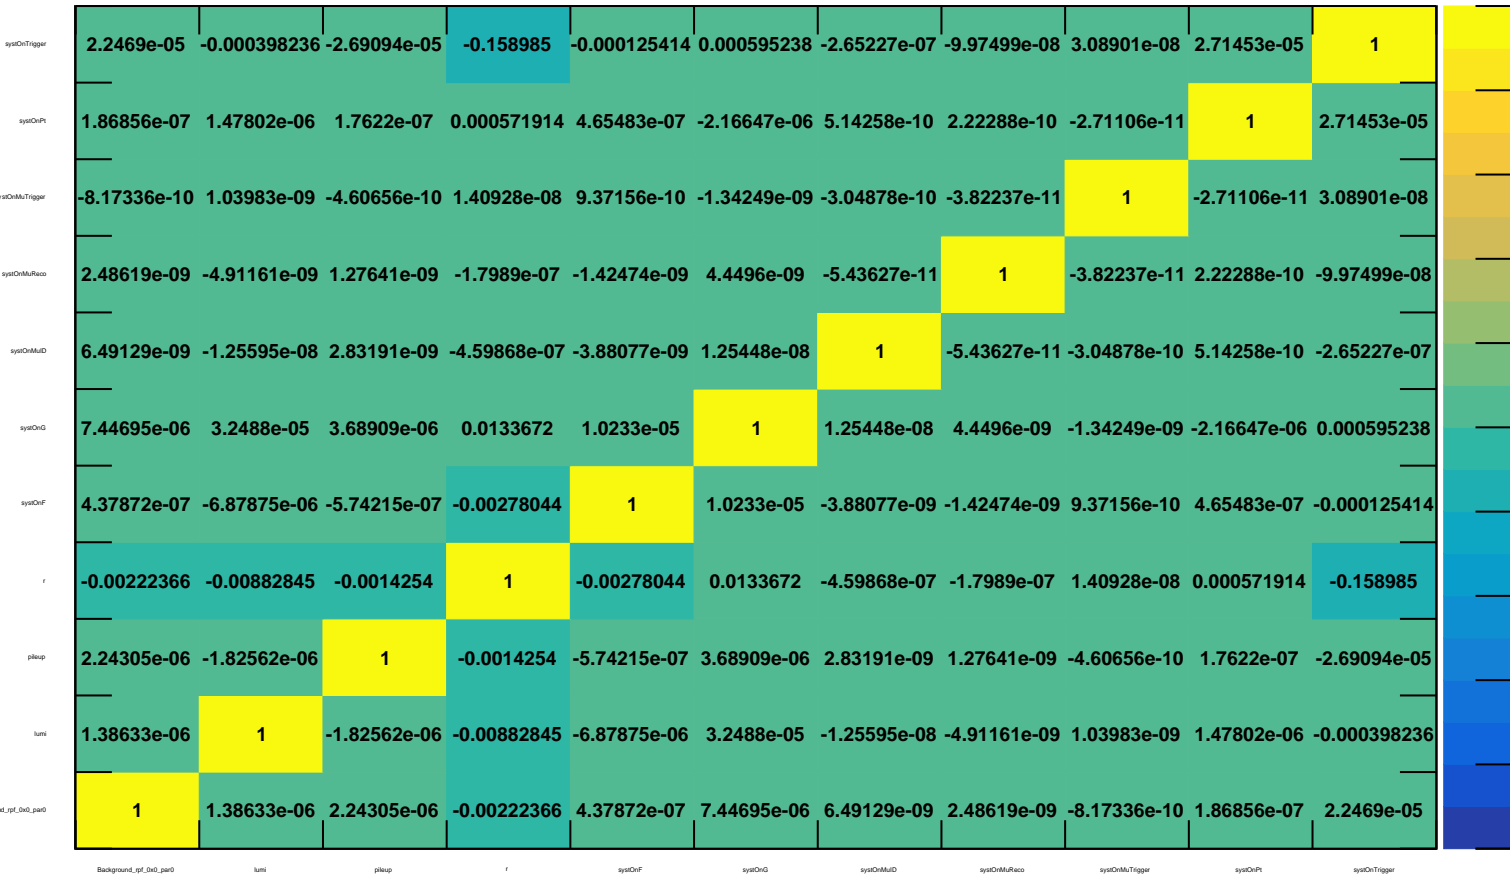 systOnTrigger 2.2469e-05 -0.000398236 -2.69094e-05 -0.158985 -0.000125414 0.000595238 -2.65227e-07 -9.97499e-08 3.08901e-08 2.71453e-05 1
systOnPt 1.86856e-07 1.47802e-06 1.7622e-07 0.000571914 4.65483e-07 -2.16647e-06 5.14258e-10 2.22288e-10 -2.71106e-11 1 2.71453e-05
stOnMuTrigger -8.17336e-10 1.03983e-09 -4.60656e-10 1.40928e-08 9.37156e-10 -1.34249e-09 -3.04878e-10 -3.82237e-11 1 -2.71106e-11 3.08901e-08
systOnMuReco 2.48619e-09 -4.91161e-09 1.27641e-09 -1.7989e-07 -1.42474e-09 4.4496e-09 -5.43627e-11 1 -3.82237e-11 2.22288e-10 -9.97499e-08
systOnMuID 6.49129e-09 -1.25595e-08 2.83191e-09 -4.59868e-07 -3.88077e-09 1.25448e-08 1 -5.43627e-11 -3.04878e-10 5.14258e-10 -2.65227e-07
systOnG 7.44695e-06 3.2488e-05 3.68909e-06 0.0133672 1.0233e-05 1 1.25448e-08 4.4496e-09 -1.34249e-09 -2.16647e-06 0.000595238
systOnF 4.37872e-07 -6.87875e-06 -5.74215e-07 -0.00278044 1 1.0233e-05 -3.88077e-09 -1.42474e-09 9.37156e-10 4.65483e-07 -0.000125414
r -0.00222366 -0.00882845 -0.0014254 1 -0.00278044 0.0133672 -4.59868e-07 -1.7989e-07 1.40928e-08 0.000571914 -0.158985
pileup 2.24305e-06 -1.82562e-06 1 -0.0014254 -5.74215e-07 3.68909e-06 2.83191e-09 1.27641e-09 -4.60656e-10 1.7622e-07 -2.69094e-05
lumi 1.38633e-06 1 -1.82562e-06 -0.00882845 -6.87875e-06 3.2488e-05 -1.25595e-08 -4.91161e-09 1.03983e-09 1.47802e-06 -0.000398236
d_rpf_0x0_par0 1 1.38633e-06 2.24305e-06 -0.00222366 4.37872e-07 7.44695e-06 6.49129e-09 2.48619e-09 -8.17336e-10 1.86856e-07 2.2469e-05
Background_rpf_0x0_par0 lumi pileup r systOnF systOnG systOnMuID systOnMuReco systOnMuTrigger systOnPt systOnTrigger